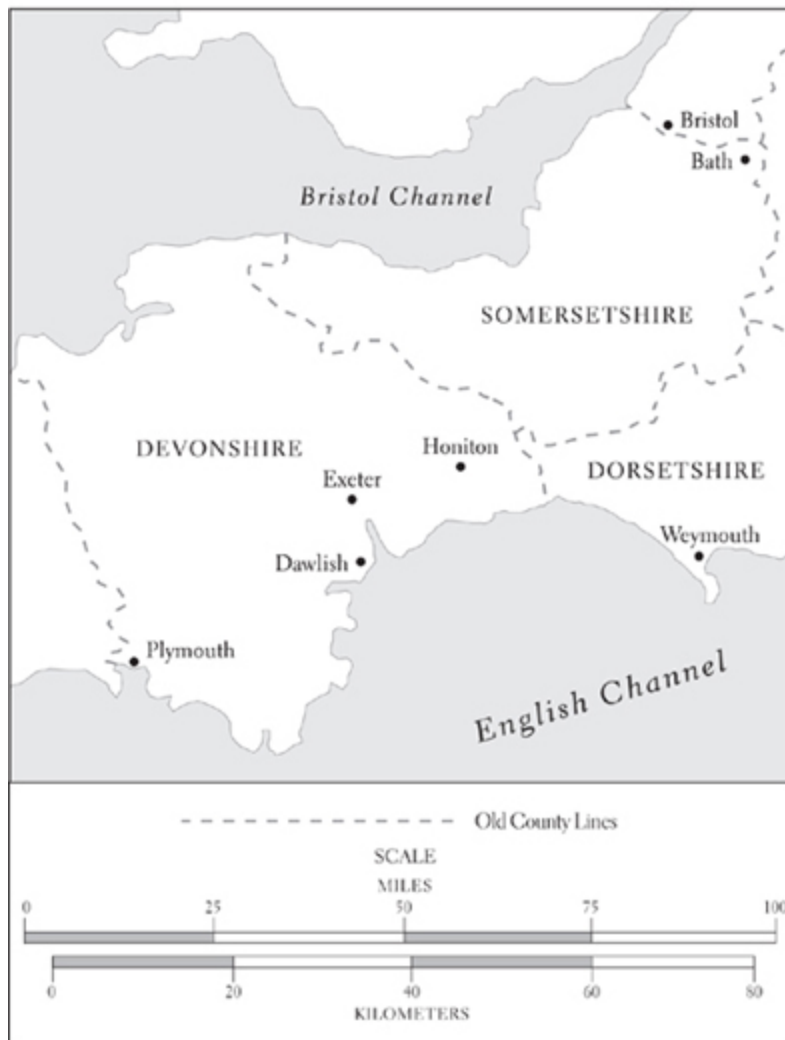 Bristol
Bath
Bristol Channel
SOMERSETSHIRE
DEVONSHIRE
Honiton
DORSETSHIRE
Exeter
Weymouth
Dawlish
Plymouth
English Channel
Old County Lines
SCALE
MILES
0 25 50 75 100
0 20 40 60 80
KILOMETERS